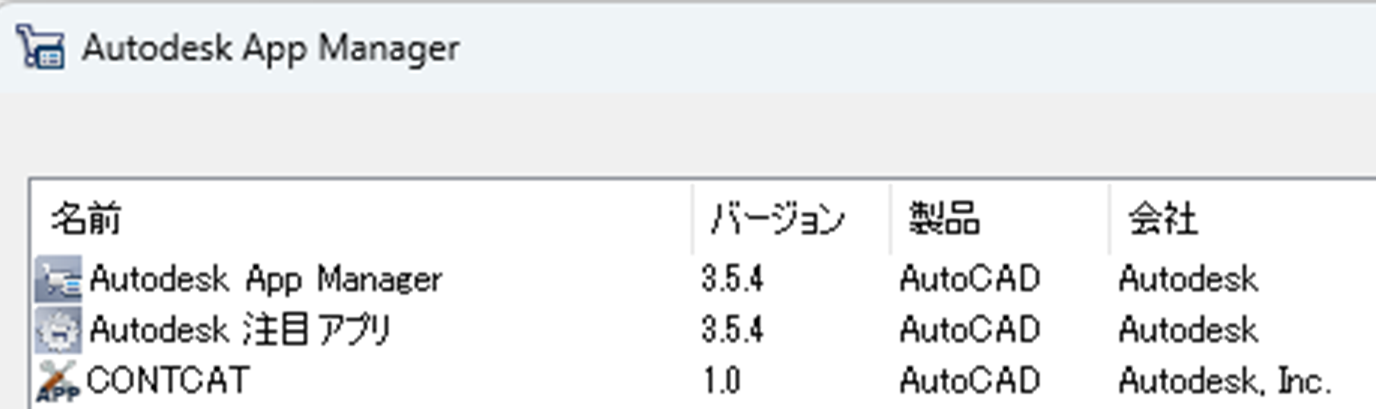 Autodesk App Manager
名前 バージョン 製品 会社
Autodesk App Manager 3.5.4 AutoCAD Autodesk
Autodesk 注目アプリ 3.5.4 AutoCAD Autodesk
APP CONTCAT 1.0 AutoCAD Autodesk, Inc.